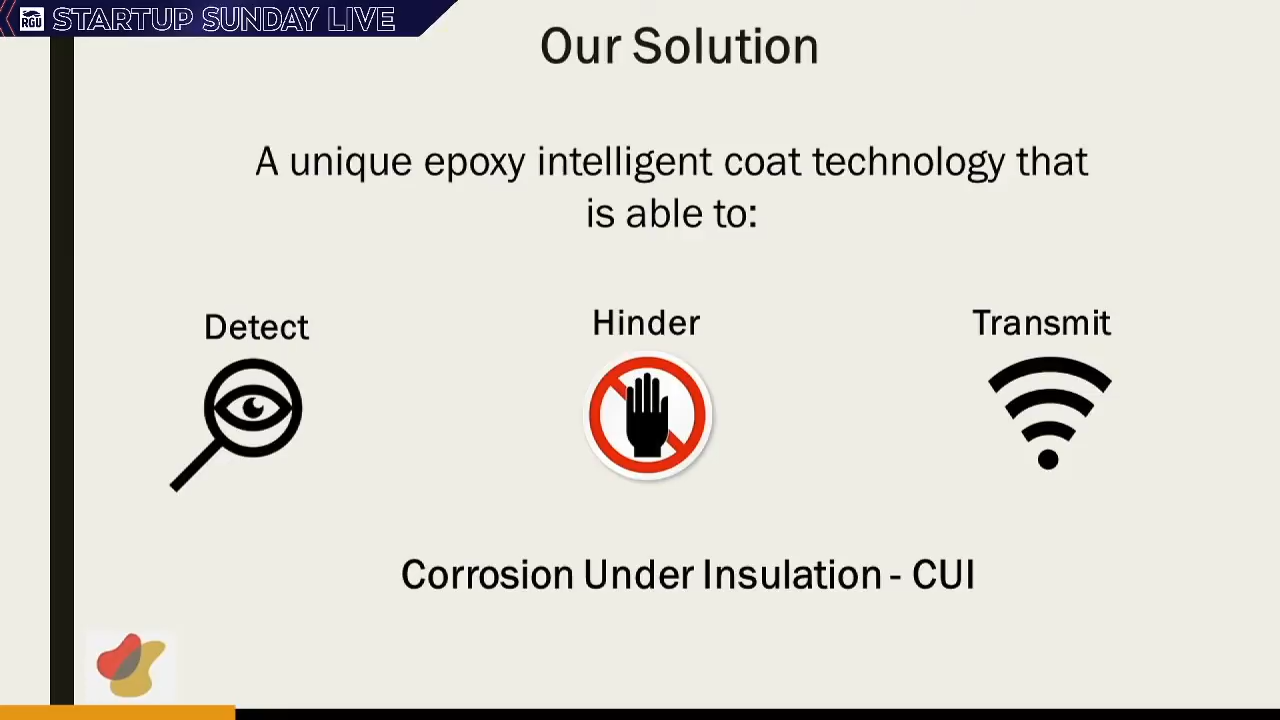 RGU STARTUP SUNDAY LIVE
Our Solution
A unique epoxy intelligent coat technology that
is able to:
Detect
Hinder
Transmit
Corrosion Under Insulation - CUI